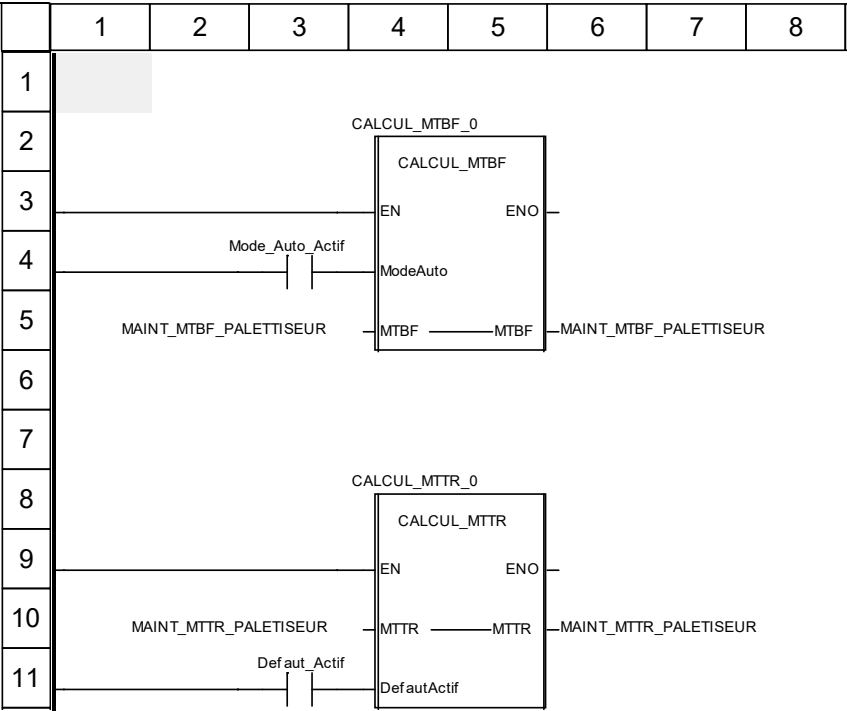 1 2 3 4 5 6 7 8
1
CALCUL_MTBF_0
2
CALCUL_MTBF
3
EN ENO
Mode_Auto_Actif
4
ModeAuto
5
MAINT_MTBF_PALETTISEUR MTBF MTBF MAINT_MTBF_PALETTISEUR
6
7
CALCUL_MTTR_0
8
CALCUL_MTTR
9
EN ENO
10
MAINT_MTTR_PALETISEUR MTTR MTTR MAINT_MTTR_PALETISEUR
Defaut_Actif
11
DefautActif